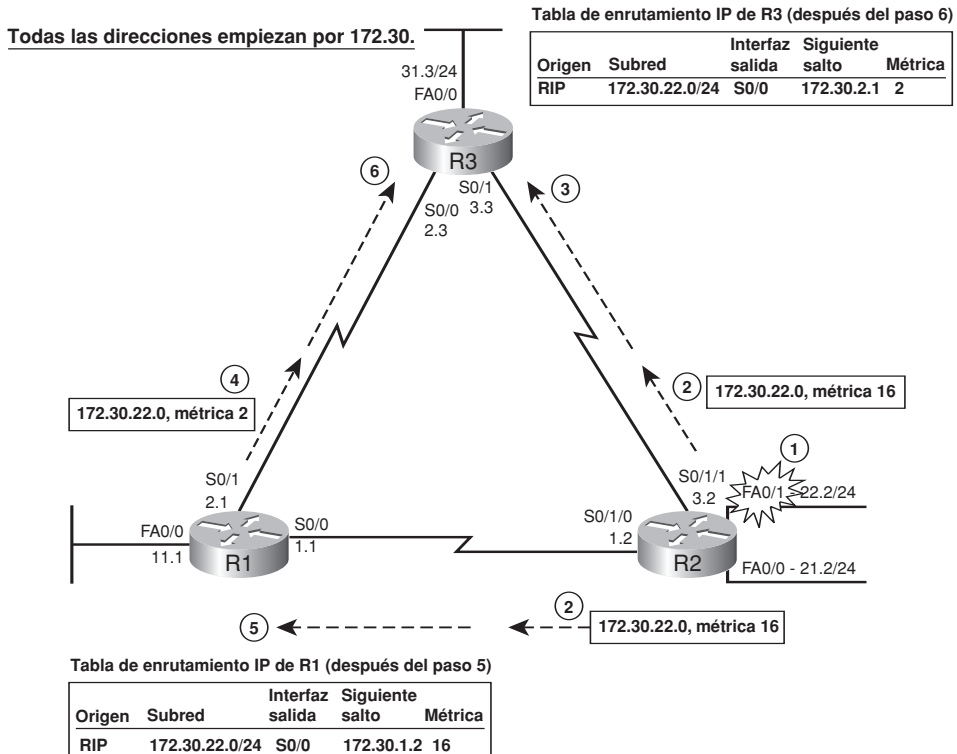 Todas las direcciones empiezan por 172.30.
Tabla de enrutamiento IP de R3 (después del paso 6)
Origen Subred Interfaz salida Siguiente salto Métrica
RIP 172.30.22.0/24 S0/0 172.30.2.1 2
31.3/24
FA0/0
R3
6
3
S0/1
3.3
S0/0
2.3
4
172.30.22.0, métrica 2
2
172.30.22.0, métrica 16
1
S0/1
2.1
S0/1/1
3.2
FA0/1 - 22.2/24
FA0/0
11.1
R1
S0/0
1.1
S0/1/0
1.2
R2
FA0/0 - 21.2/24
5
2
172.30.22.0, métrica 16
Tabla de enrutamiento IP de R1 (después del paso 5)
Origen Subred Interfaz salida Siguiente salto Métrica
RIP 172.30.22.0/24 S0/0 172.30.1.2 16